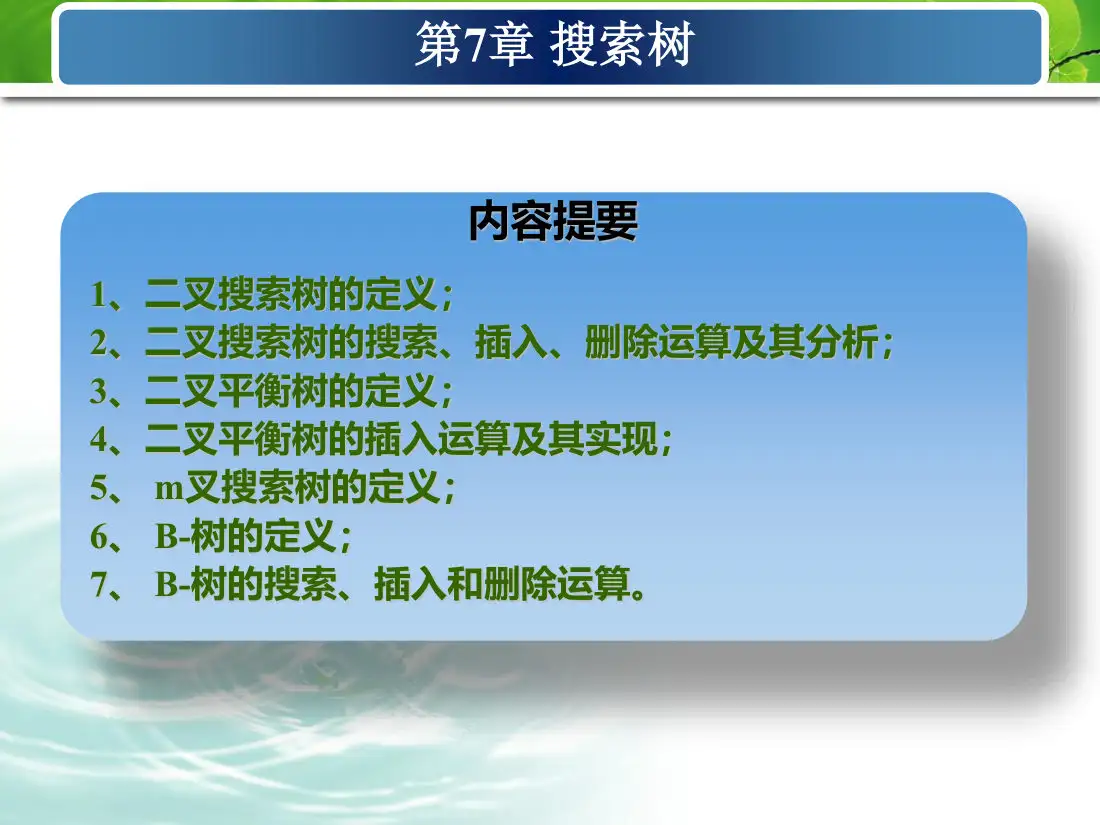 第7章 搜索树
内容提要
1、二叉搜索树的定义；
2、二叉搜索树的搜索、插入、删除运算及其分析；
3、二叉平衡树的定义；
4、二叉平衡树的插入运算及其实现；
5、 m叉搜索树的定义；
6、 B-树的定义；
7、 B-树的搜索、插入和删除运算。